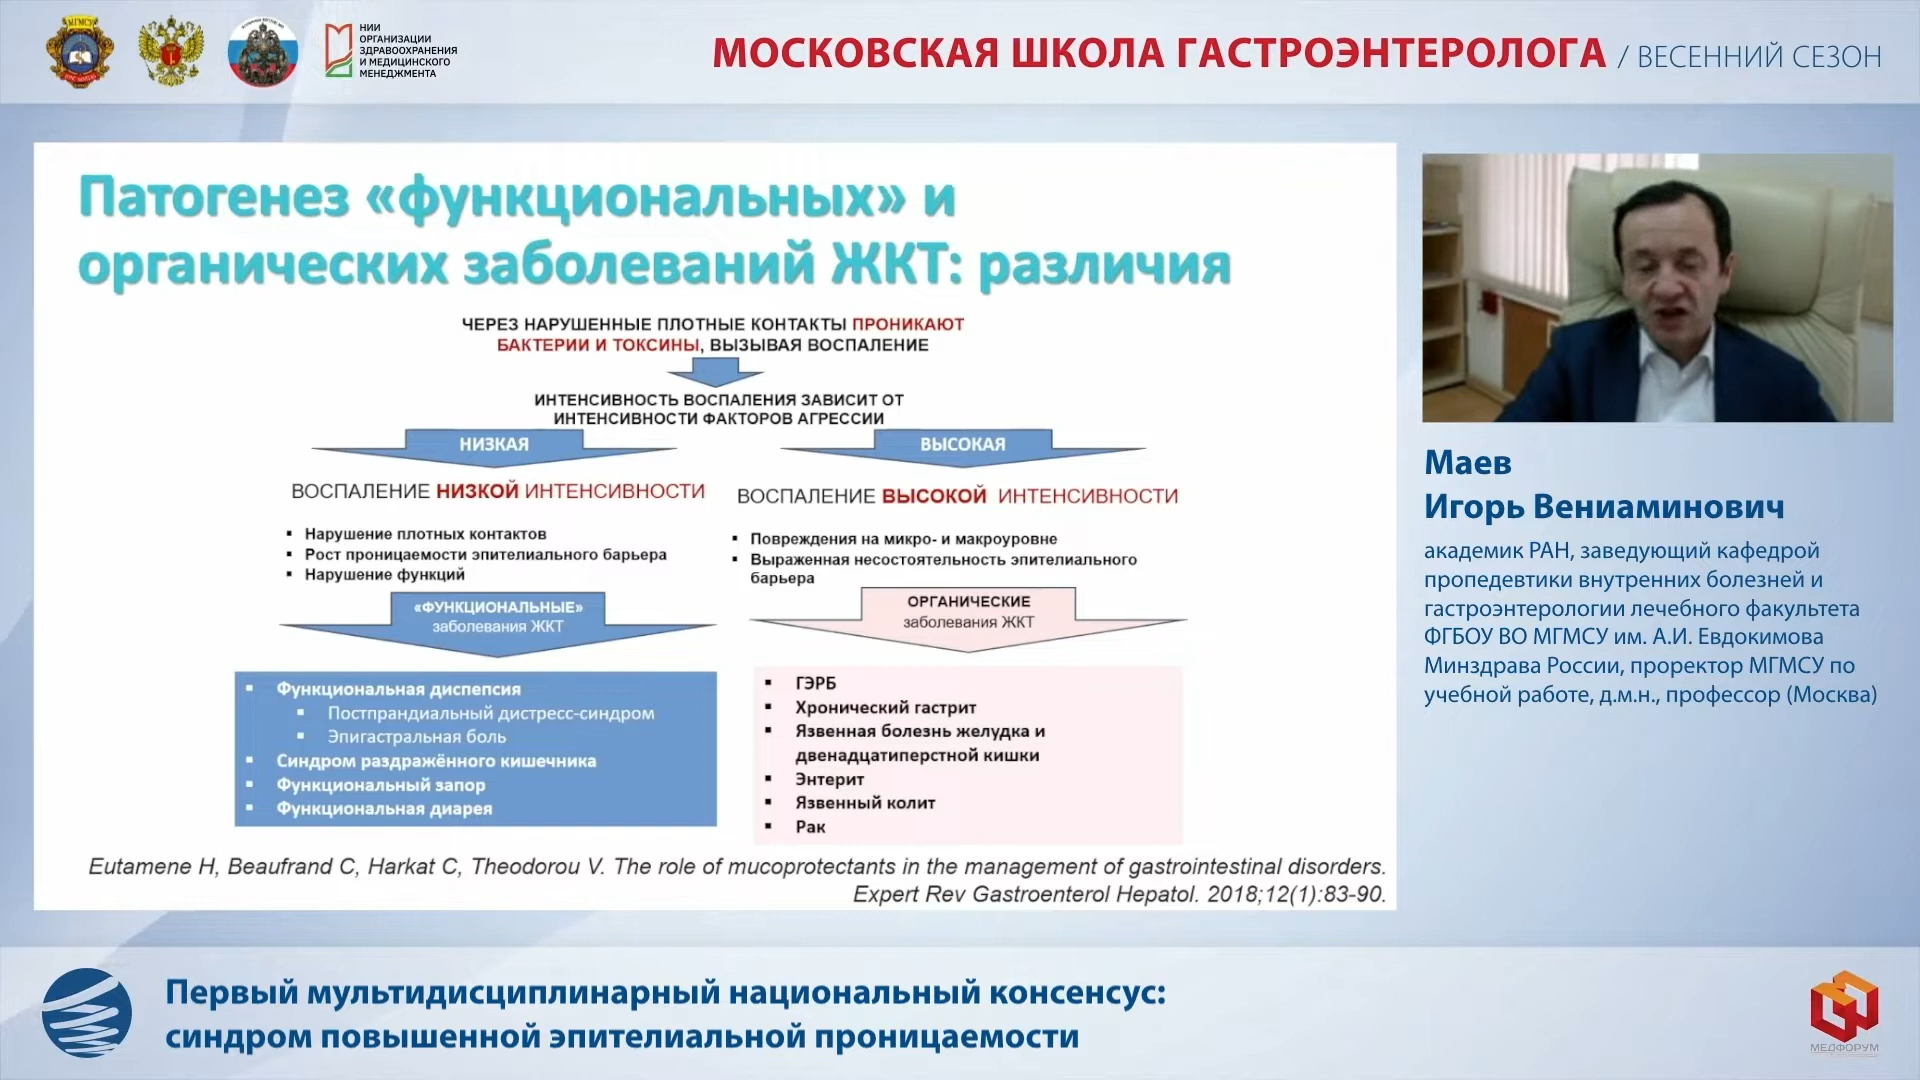 МГМСУ
НИИ
ОРГАНИЗАЦИИ
ЗДРАВООХРАНЕНИЯ
И МЕДИЦИНСКОГО
МЕНЕДЖМЕНТА
МОСКОВСКАЯ ШКОЛА ГАСТРОЭНТЕРОЛОГА / ВЕСЕННИЙ СЕЗОН
Патогенез «функциональных» и
органических заболеваний ЖКТ: различия
ЧЕРЕЗ НАРУШЕННЫЕ ПЛОТНЫЕ КОНТАКТЫ ПРОНИКАЮТ
БАКТЕРИИ И ТОКСИНЫ, ВЫЗЫВАЯ ВОСПАЛЕНИЕ
ИНТЕНСИВНОСТЬ ВОСПАЛЕНИЯ ЗАВИСИТ ОТ
ИНТЕНСИВНОСТИ ФАКТОРОВ АГРЕССИИ
НИЗКАЯ
ВОСПАЛЕНИЕ НИЗКОЙ ИНТЕНСИВНОСТИ
▪ Нарушение плотных контактов
▪ Рост проницаемости эпителиального барьера
▪ Нарушение функций
«ФУНКЦИОНАЛЬНЫЕ»
заболевания ЖКТ
▪ Функциональная диспепсия
▪ Постпрандиальный дистресс-синдром
▪ Эпигастральная боль
▪ Синдром раздражённого кишечника
▪ Функциональный запор
▪ Функциональная диарея
ВЫСОКАЯ
ВОСПАЛЕНИЕ ВЫСОКОЙ ИНТЕНСИВНОСТИ
▪ Повреждения на микро- и макроуровне
▪ Выраженная несостоятельность эпителиального
барьера
ОРГАНИЧЕСКИЕ
заболевания ЖКТ
▪ ГЭРБ
▪ Хронический гастрит
▪ Язвенная болезнь желудка и
двенадцатиперстной кишки
▪ Энтерит
▪ Язвенный колит
▪ Рак
Eutamene H, Beaufrand C, Harkat C, Theodorou V. The role of mucoprotectants in the management of gastrointestinal disorders.
Expert Rev Gastroenterol Hepatol. 2018;12(1):83-90.
Маев
Игорь Вениаминович
академик РАН, заведующий кафедрой
пропедевтики внутренних болезней и
гастроэнтерологии лечебного факультета
ФГБОУ ВО МГМСУ им. А.И. Евдокимова
Минздрава России, проректор МГМСУ по
учебной работе, д.м.н., профессор (Москва)
Первый мультидисциплинарный национальный консенсус:
синдром повышенной эпителиальной проницаемости
МЕДФОРУМ